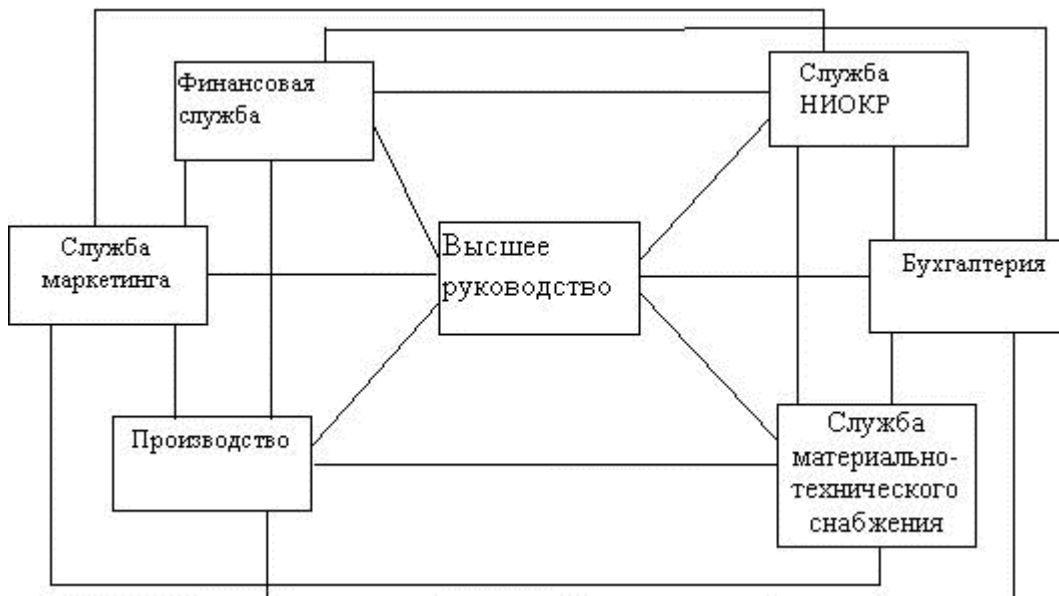 Финансовая
служба
Служба
НИОКР
Служба
маркетинга
Высшее
руководство
Бухгалтерия
Производство
Служба
материально-
технического
снабжения